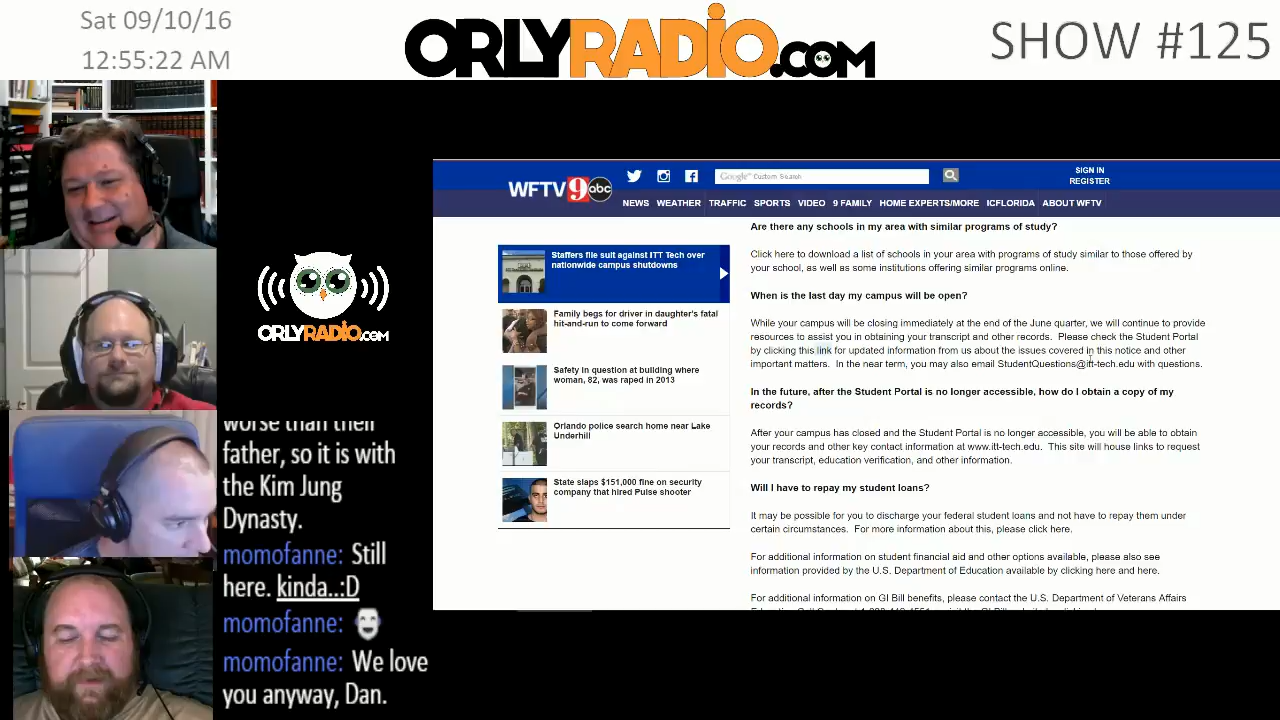 Sat 09/10/16
12:55:22 AM
ORLYRADIO.COM
SHOW #125
WFTV 9 abc
Google Custom Search
SIGN IN
REGISTER
NEWS WEATHER TRAFFIC SPORTS VIDEO 9 FAMILY HOME EXPERTS/MORE ICFLORIDA ABOUT WFTV
Staffers file suit against ITT Tech over
nationwide campus shutdowns
Family begs for driver in daughter's fatal
hit-and-run to come forward
Safety in question at building where
woman, 82, was raped in 2013
Orlando police search home near Lake
Underhill
State slaps $151,000 fine on security
company that hired Pulse shooter
Are there any schools in my area with similar programs of study?
Click here to download a list of schools in your area with programs of study similar to those offered by
your school, as well as some institutions offering similar programs online.
When is the last day my campus will be open?
While your campus will be closing immediately at the end of the June quarter, we will continue to provide
resources to assist you in obtaining your transcript and other records. Please check the Student Portal
by clicking this link for updated information from us about the issues covered in this notice and other
important matters. In the near term, you may also email StudentQuestions@itt-tech.edu with questions.
In the future, after the Student Portal is no longer accessible, how do I obtain a copy of my
records?
After your campus has closed and the Student Portal is no longer accessible, you will be able to obtain
your records and other key contact information at www.itt-tech.edu. This site will house links to request
your transcript, education verification, and other information.
Will I have to repay my student loans?
It may be possible for you to discharge your federal student loans and not have to repay them under
certain circumstances. For more information about this, please click here.
For additional information on student financial aid and other options available, please also see
information provided by the U.S. Department of Education available by clicking here and here.
For additional information on GI Bill benefits, please contact the U.S. Department of Veterans Affairs
ORLYRADIO.COM
worse than their
father, so it is with
the Kim Jung
Dynasty.
momofanne: Still
here. kinda..:D
momofanne:
momofanne: We love
you anyway, Dan.